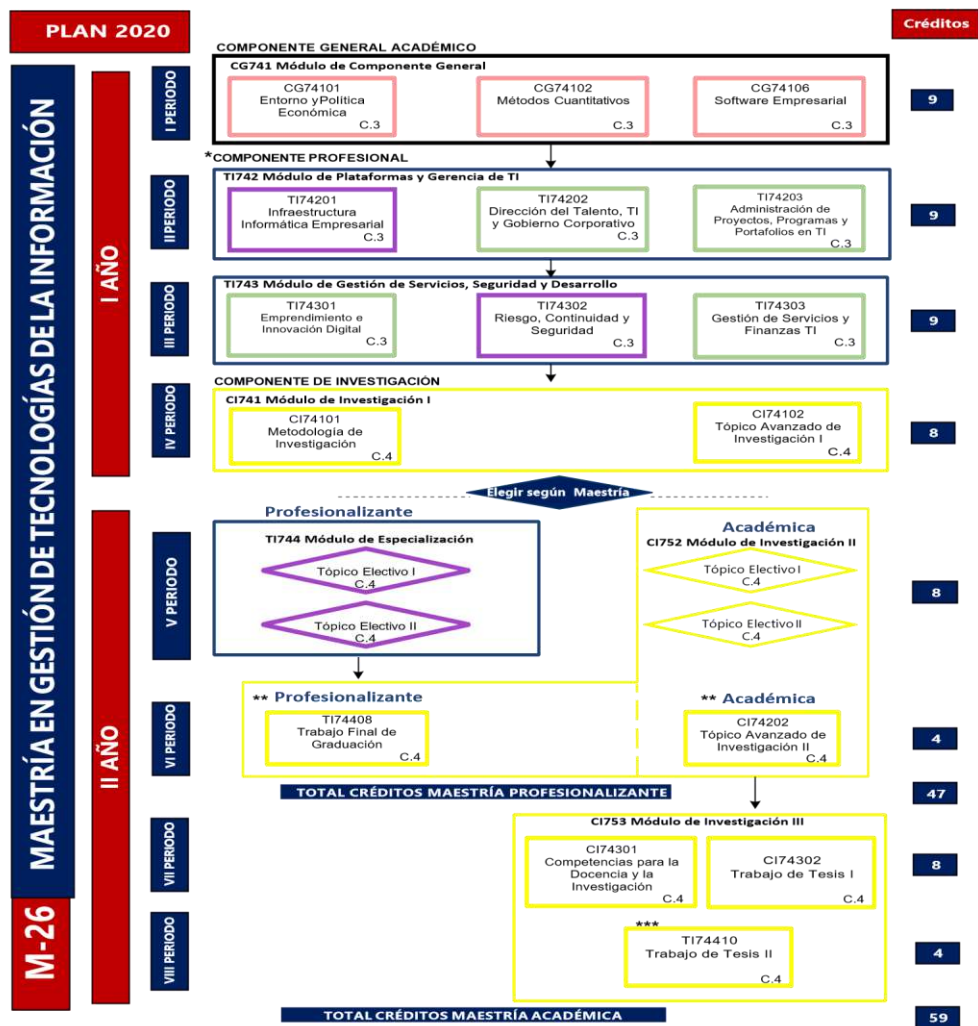 PLAN 2020
Créditos
MAESTRÍA EN GESTIÓN DE TECNOLOGÍAS DE LA INFORMACIÓN
M-26
I AÑO
I PERIODO
COMPONENTE GENERAL ACADÉMICO
CG741 Módulo de Componente General
CG74101
Entorno yPolítica
Económica
C.3
CG74102
Métodos Cuantitativos
C.3
CG74106
Software Empresarial
C.3
9
*COMPONENTE PROFESIONAL
II PERIODO
TI742 Módulo de Plataformas y Gerencia de TI
TI74201
Infraestructura
Informática Empresarial
C.3
TI74202
Dirección del Talento, TI
y Gobierno Corporativo
C.3
TI74203
Administración de
Proyectos, Programas y
Portafolios en TI
C.3
9
III PERIODO
TI743 Módulo de Gestión de Servicios, Seguridad y Desarrollo
TI74301
Emprendimiento e
Innovación Digital
C.3
TI74302
Riesgo, Continuidad y
Seguridad
C.3
TI74303
Gestión de Servicios y
Finanzas TI
C.3
9
COMPONENTE DE INVESTIGACIÓN
IV PERIODO
CI741 Módulo de Investigación I
CI74101
Metodología de
Investigación
C.4
CI74102
Tópico Avanzado de
Investigación I
C.4
8
Elegir según Maestría
II AÑO
V PERIODO
Profesionalizante
TI744 Módulo de Especialización
Tópico Electivo I
C.4
Tópico Electivo II
C.4
Académica
CI752 Módulo de Investigación II
Tópico Electivo I
C.4
Tópico Electivo II
C.4
8
VI PERIODO
** Profesionalizante
TI74408
Trabajo Final de
Graduación
C.4
** Académica
CI74202
Tópico Avanzado de
Investigación II
C.4
4
TOTAL CRÉDITOS MAESTRÍA PROFESIONALIZANTE
47
VII PERIODO
CI753 Módulo de Investigación III
CI74301
Competencias para la
Docencia y la
Investigación
C.4
CI74302
Trabajo de Tesis I
C.4
8
VIII PERIODO
***
TI74410
Trabajo de Tesis II
C.4
4
TOTAL CRÉDITOS MAESTRÍA ACADÉMICA
59